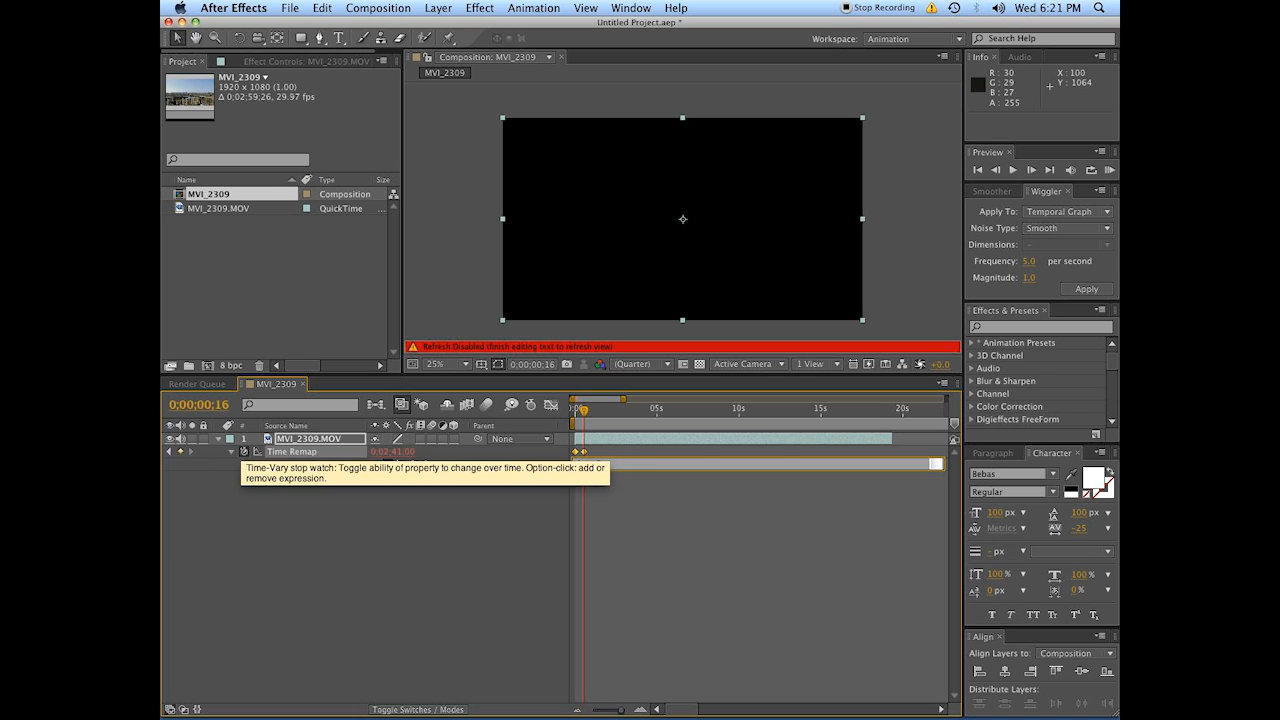 After Effects File Edit Composition Layer Effect Animation View Window Help Stop Recording Wed 6:21 PM
Untitled Project.aep *
Workspace: Animation Search Help
Project Effect Controls: MVI_2309.MOV
MVI_2309
1920 x 1080 (1.00)
Δ 0;02;59;26, 29.97 fps
Name Type Size
MVI_2309 Composition
MVI_2309.MOV QuickTime ...
8 bpc
Composition: MVI_2309
MVI_2309
Refresh Disabled (finish editing text to refresh view)
25% 0;00;00;16 (Quarter) Active Camera 1 View +0.0
Info Audio
R : 30
G : 29
B : 27
A : 255
X : 100
Y : 1064
Preview
Smoother Wiggler
Apply To: Temporal Graph
Noise Type: Smooth
Dimensions: -
Frequency: 5.0 per second
Magnitude: 1.0
Apply
Effects & Presets
* Animation Presets
3D Channel
Audio
Blur & Sharpen
Channel
Color Correction
Digieffects FreeForm
Paragraph Character
Bebas
Regular
100 px 100 px
Metrics -25
- px
100 % 100 %
0 px 0 %
T T TT Tr T¹ T₁
Align
Align Layers to: Composition
Distribute Layers:
Render Queue MVI_2309
0;00;00;16
05s 10s 15s 20s
# Source Name Parent
1 MVI_2309.MOV None
Time Remap 0;02;41;00
Time-Vary stop watch: Toggle ability of property to change over time. Option-click: add or
remove expression.
Toggle Switches / Modes